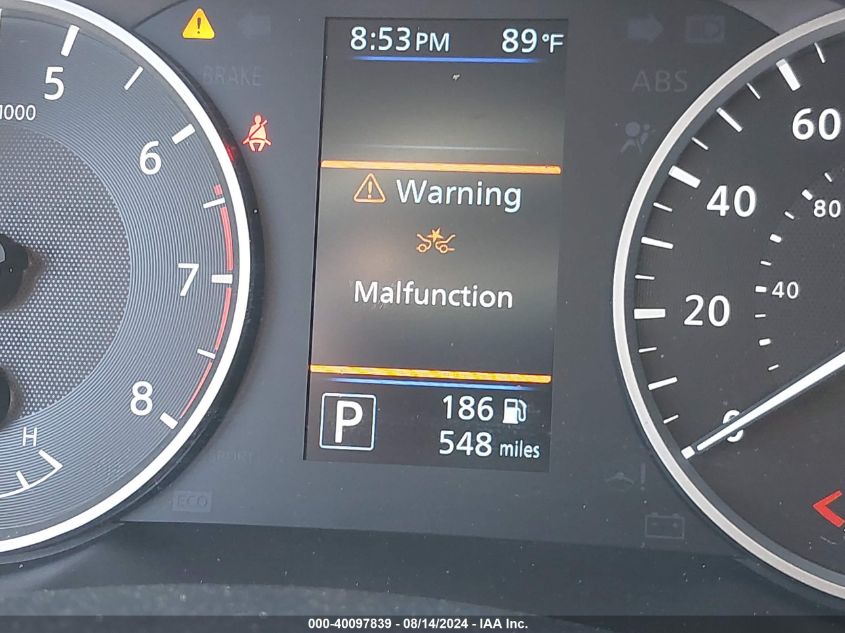 8:53PM 89°F
BRAKE
ABS
Warning
Malfunction
P
186
548 miles
5
1000
6
7
8
H
ECO
60
40
80
40
20
0
000-40097839 - 08/14/2024 - IAA Inc.